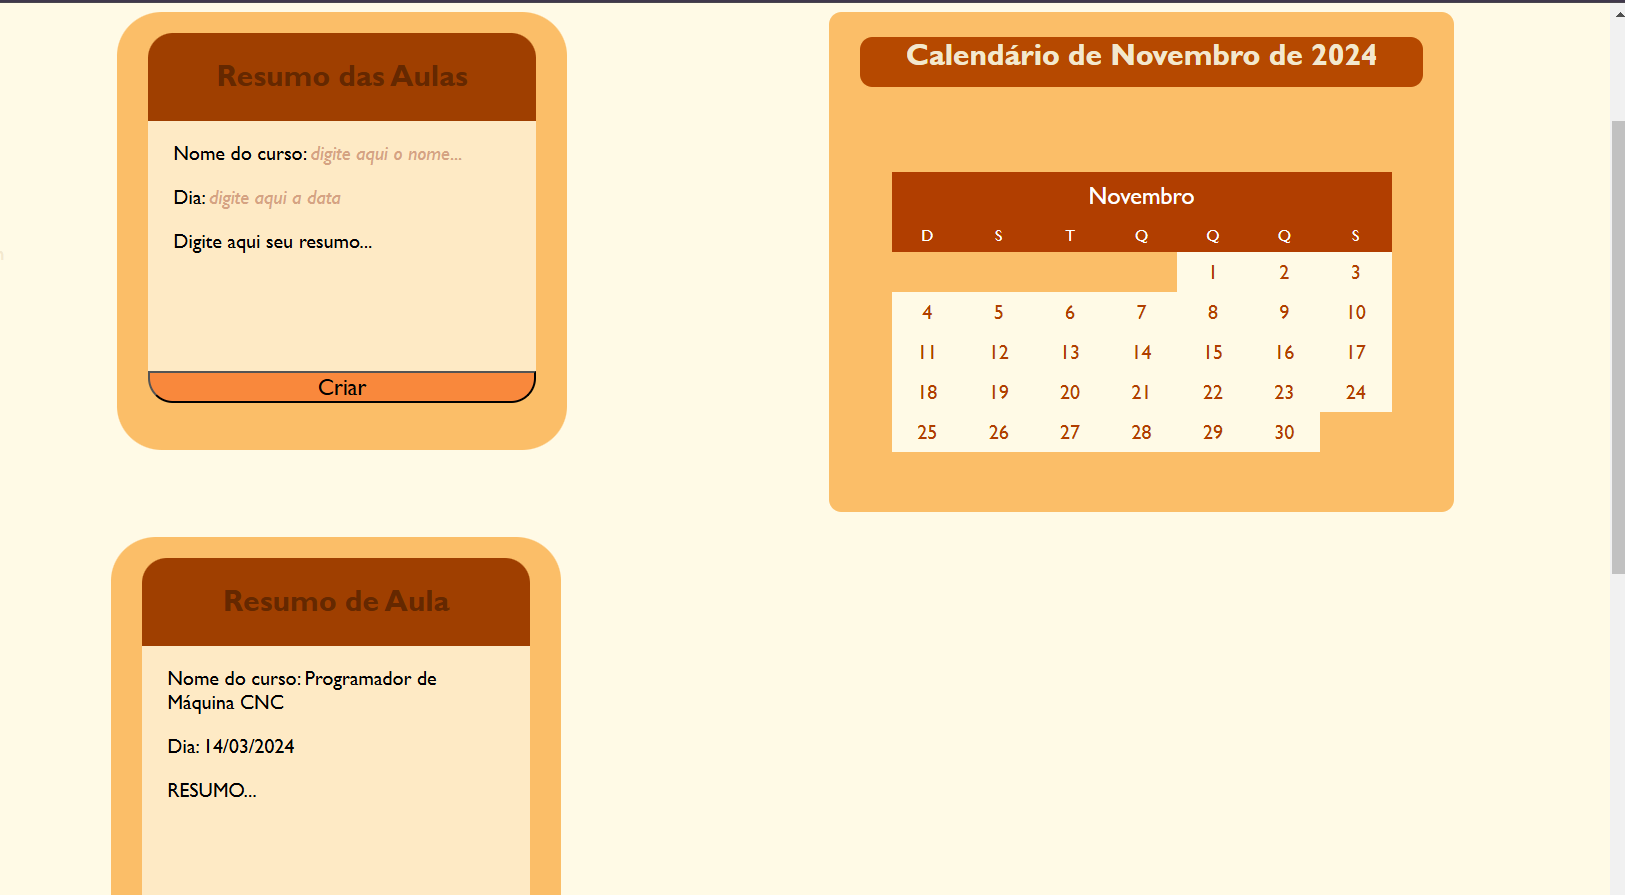 Resumo das Aulas
Nome do curso: digite aqui o nome...
Dia: digite aqui a data
Digite aqui seu resumo...
Criar
Calendário de Novembro de 2024
Novembro
D S T Q Q Q S
1 2 3
4 5 6 7 8 9 10
11 12 13 14 15 16 17
18 19 20 21 22 23 24
25 26 27 28 29 30
Resumo de Aula
Nome do curso: Programador de
Máquina CNC
Dia: 14/03/2024
RESUMO...